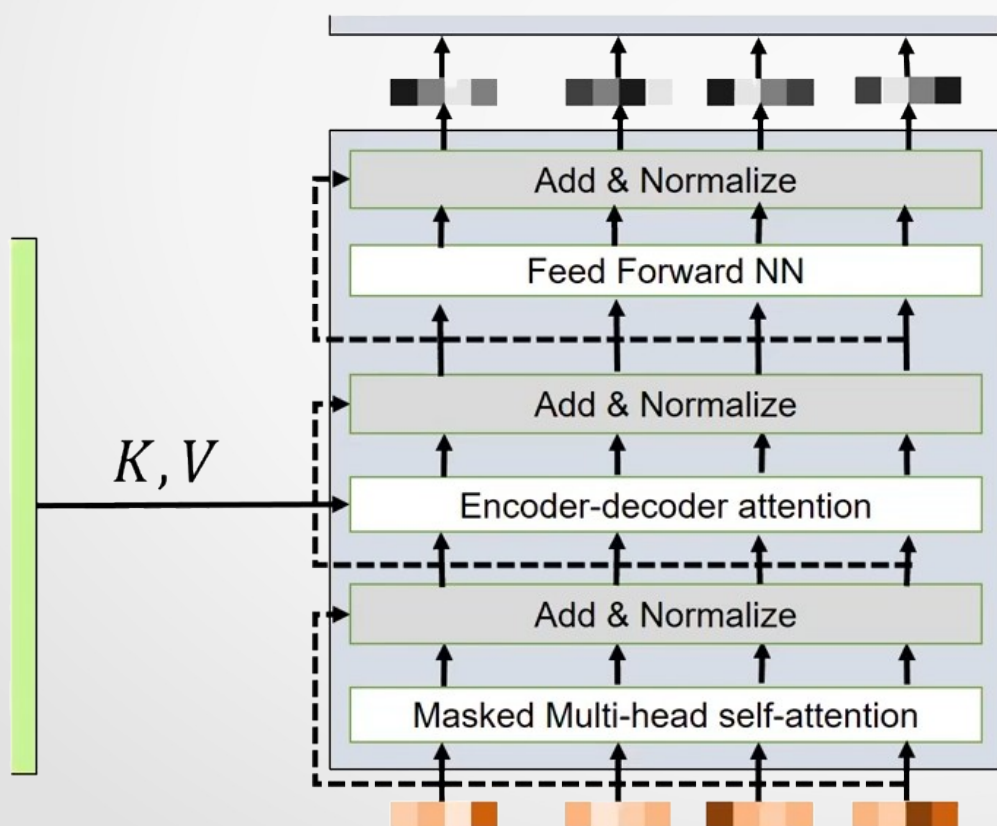 Add & Normalize
Feed Forward NN
Add & Normalize
K, V
Encoder-decoder attention
Add & Normalize
Masked Multi-head self-attention